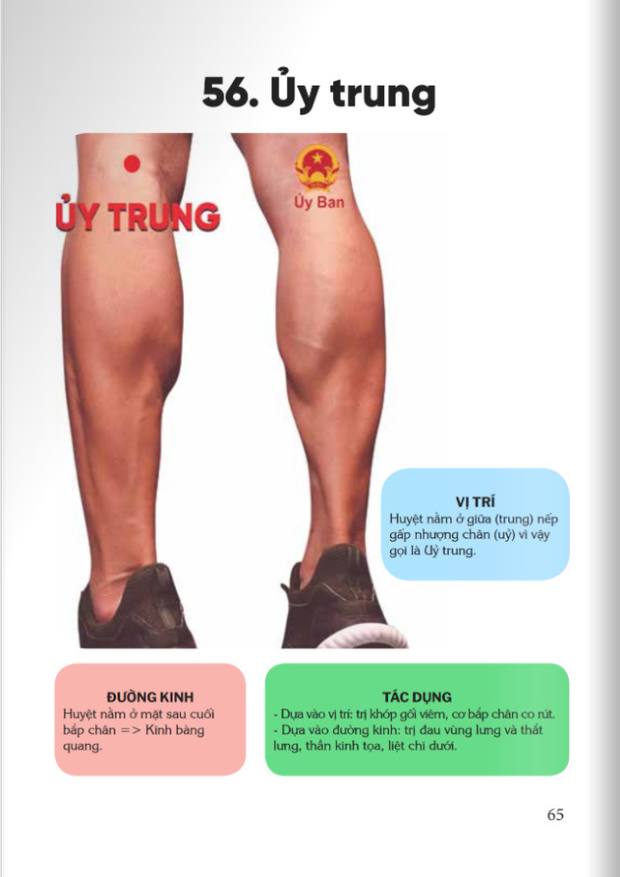 56. Ủy trung
ỦY TRUNG
Ủy Ban
VỊ TRÍ
Huyệt nằm ở giữa (trung) nếp
gấp nhượng chân (uỷ) vì vậy
gọi là Uỷ trung.
ĐƯỜNG KINH
Huyệt nằm ở mặt sau cuối
bắp chân => Kinh bàng
quang.
TÁC DỤNG
- Dựa vào vị trí: trị khớp gối viêm, cơ bắp chân co rút.
- Dựa vào đường kinh: trị đau vùng lưng và thắt
lưng, thần kinh tọa, liệt chi dưới.
65